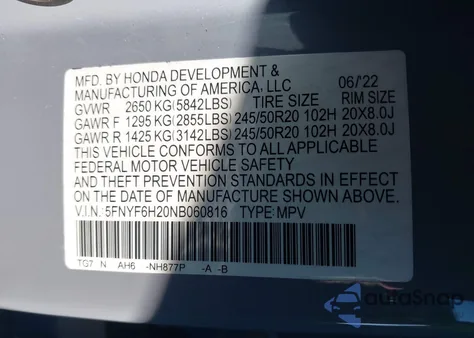 MFD. BY HONDA DEVELOPMENT &
MANUFACTURING OF AMERICA, LLC 06/'22
GVWR 2650 KG (5842LBS) TIRE SIZE RIM SIZE
GAWR F 1295 KG (2855LBS) 245/50R20 102H 20X8.0J
GAWR R 1425 KG (3142LBS) 245/50R20 102H 20X8.0J
THIS VEHICLE CONFORMS TO ALL APPLICABLE
FEDERAL MOTOR VEHICLE SAFETY
AND THEFT PREVENTION STANDARDS IN EFFECT
ON THE DATE OF MANUFACTURE SHOWN ABOVE.
V.I.N.: 5FNYF6H20NB060816 TYPE: MPV
TG7 N AH6 -NH877P -A -B
autoSnap